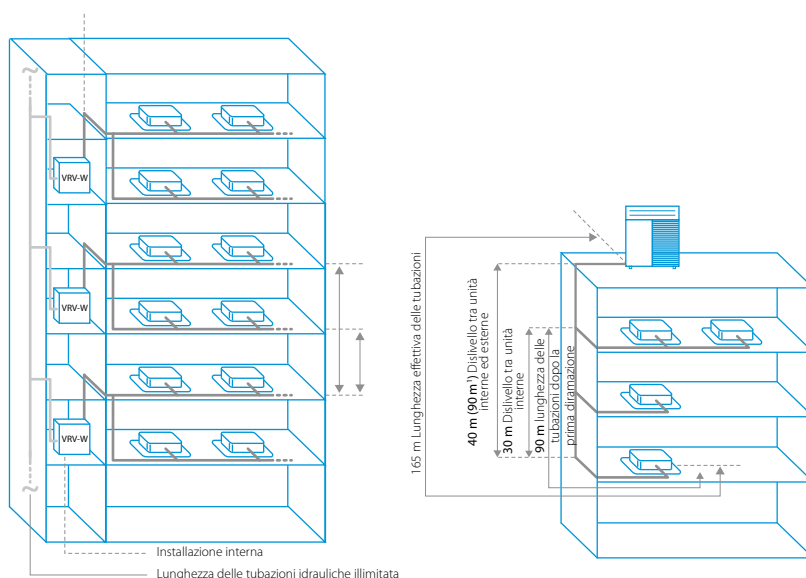 VRV-W
VRV-W
VRV-W
Installazione interna
Lunghezza delle tubazioni idrauliche illimitata
165 m Lunghezza effettiva delle tubazioni
40 m (90 m¹) Dislivello tra unità
interne ed esterne
30 m Dislivello tra unità
interne
90 m lunghezza delle
tubazioni dopo la
prima diramazione